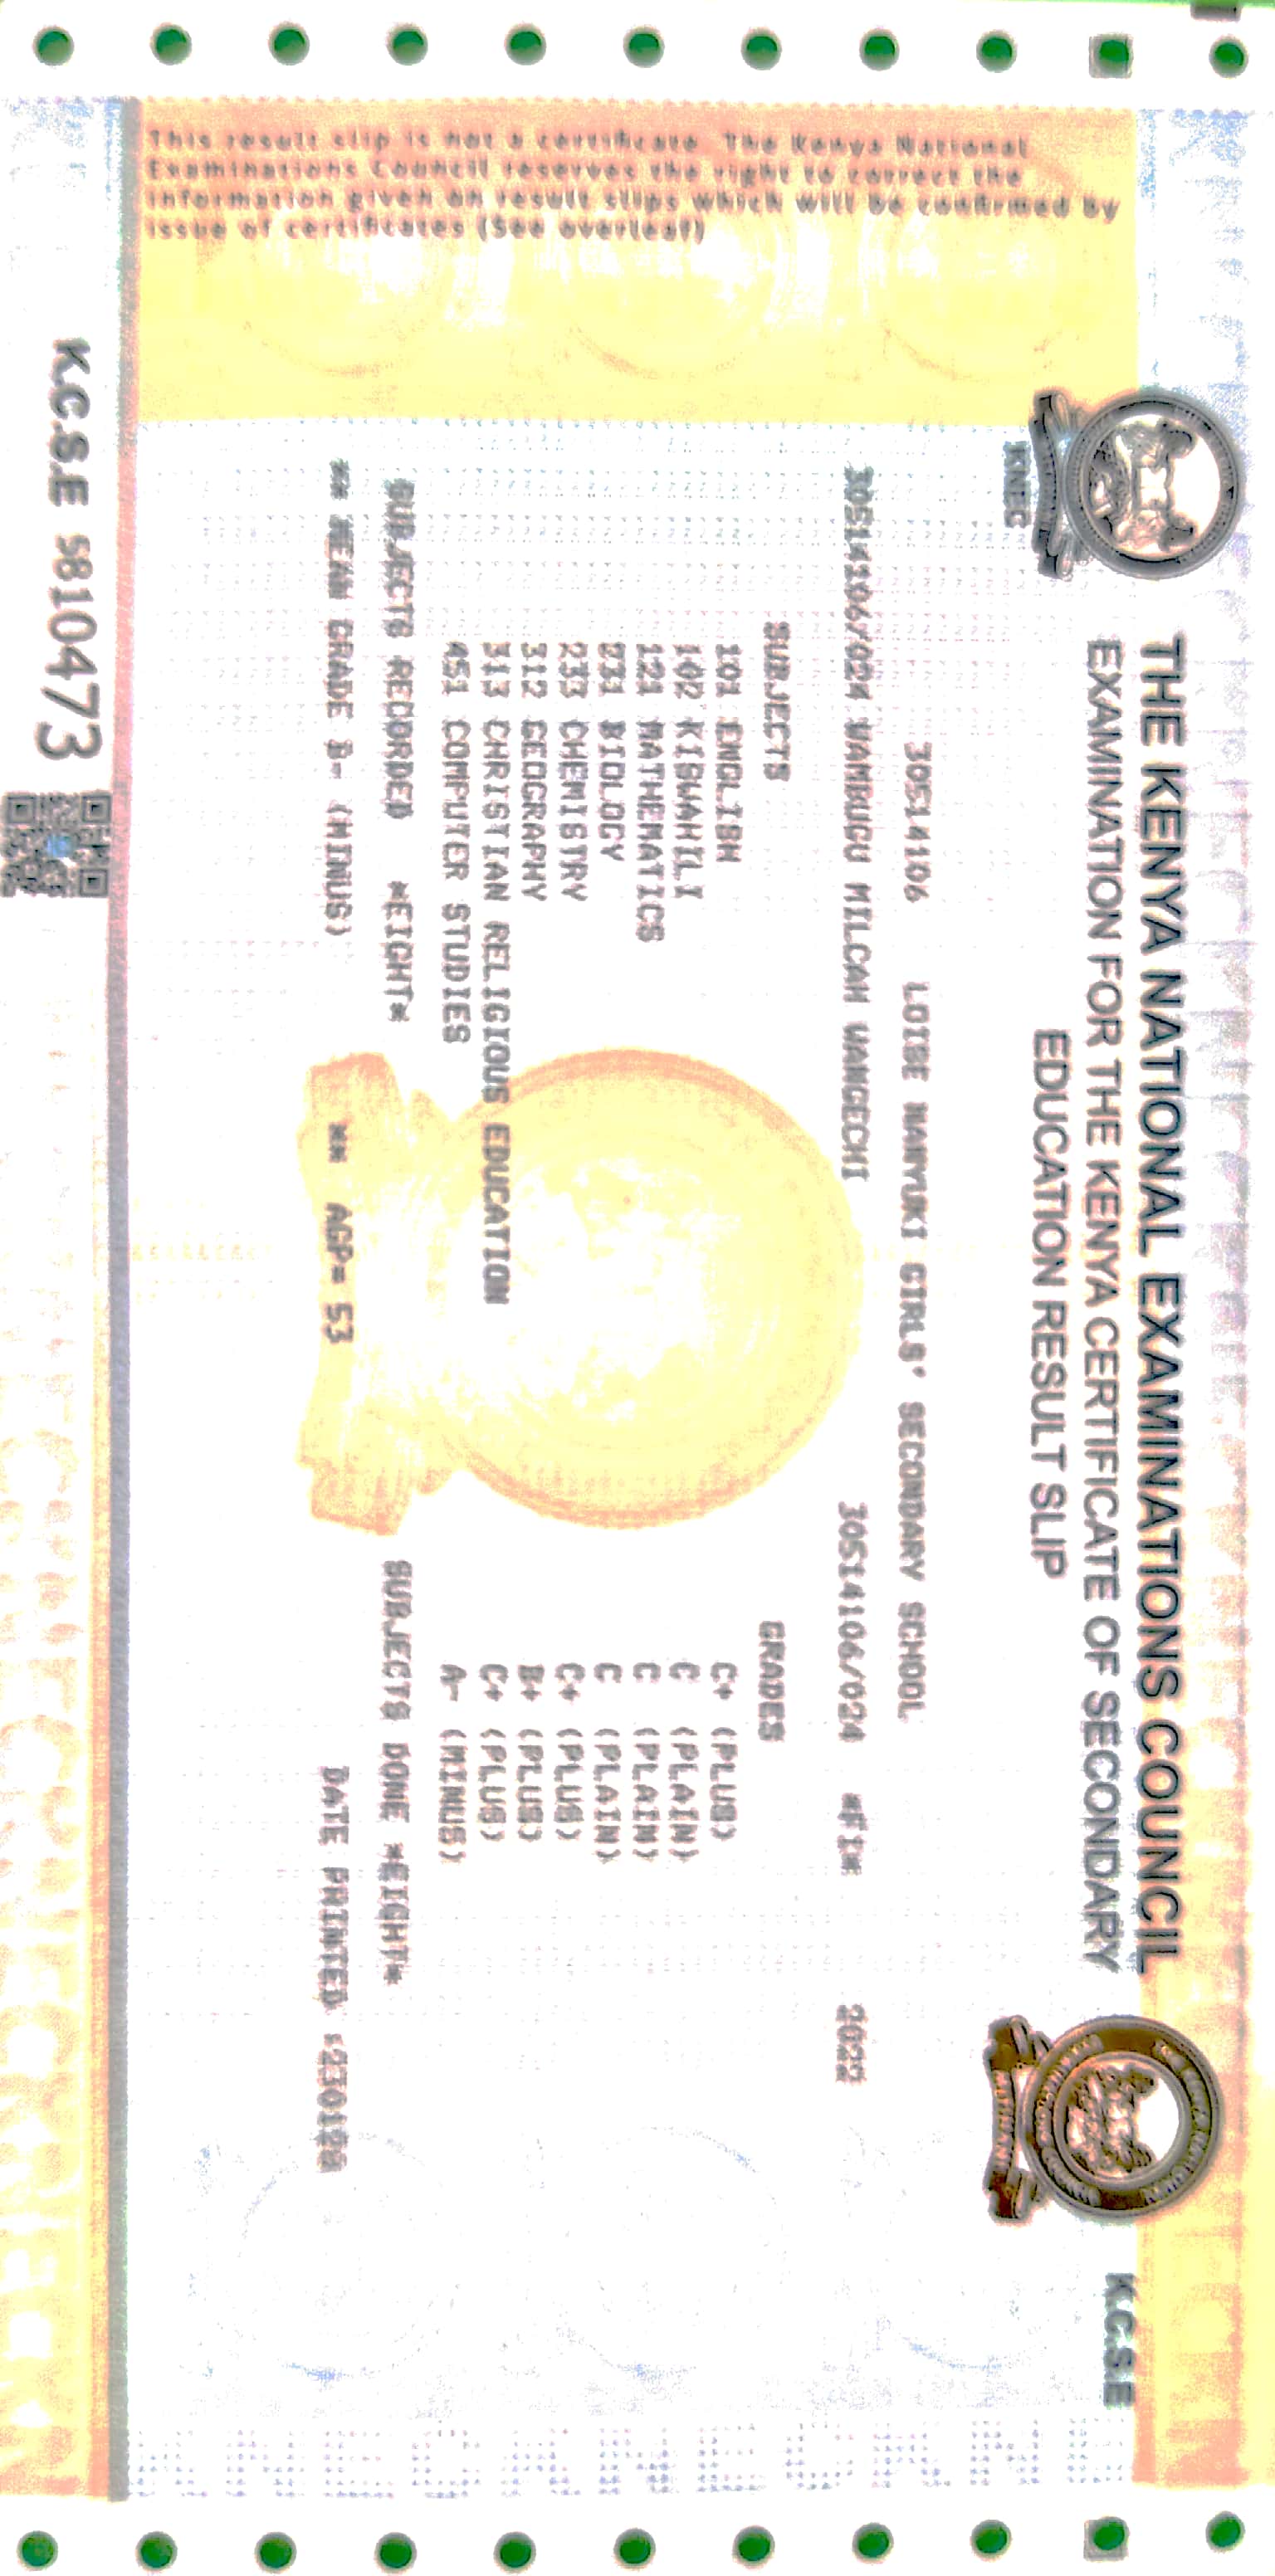 THE KENYA NATIONAL EXAMINATIONS COUNCIL
EXAMINATION FOR THE KENYA CERTIFICATE OF SECONDARY
EDUCATION RESULT SLIP
KNEC
K.C.S.E
30514106 LOISE NANYUKI GIRLS' SECONDARY SCHOOL
30514106/024 WAMBUGU MILCAH WANGECHI 30514106/024 *FI* 2022
SUBJECTS GRADES
101 ENGLISH C+ (PLUS)
102 KISWAHILI C (PLAIN)
121 MATHEMATICS C (PLAIN)
231 BIOLOGY C (PLAIN)
233 CHEMISTRY C+ (PLUS)
312 GEOGRAPHY B+ (PLUS)
313 CHRISTIAN RELIGIOUS EDUCATION C+ (PLUS)
451 COMPUTER STUDIES A- (MINUS)
SUBJECTS RECORDED *EIGHT* SUBJECTS DONE *EIGHT*
** MEAN GRADE B- (MINUS) ** AGP= 53 DATE PRINTED
K.C.S.E 5810473
This result slip is not a certificate. The Kenya National
Examinations Council reserves the right to correct the
information given on result slips which will be confirmed by
issue of certificates (see overleaf)